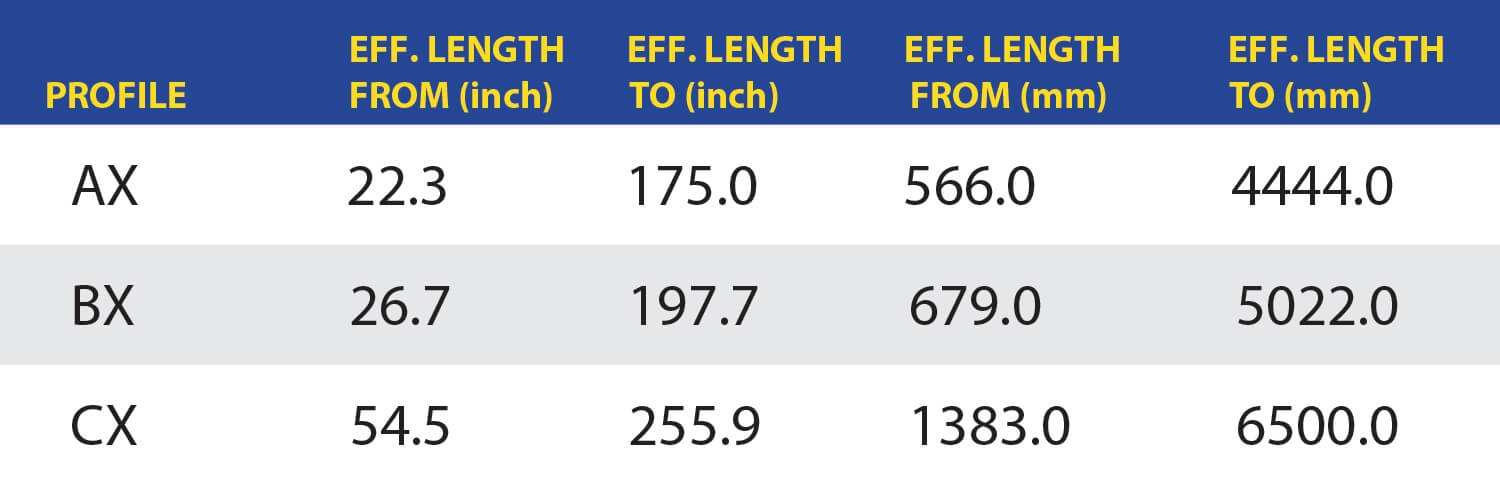 PROFILE EFF. LENGTH FROM (inch) EFF. LENGTH TO (inch) EFF. LENGTH FROM (mm) EFF. LENGTH TO (mm)
AX 22.3 175.0 566.0 4444.0
BX 26.7 197.7 679.0 5022.0
CX 54.5 255.9 1383.0 6500.0